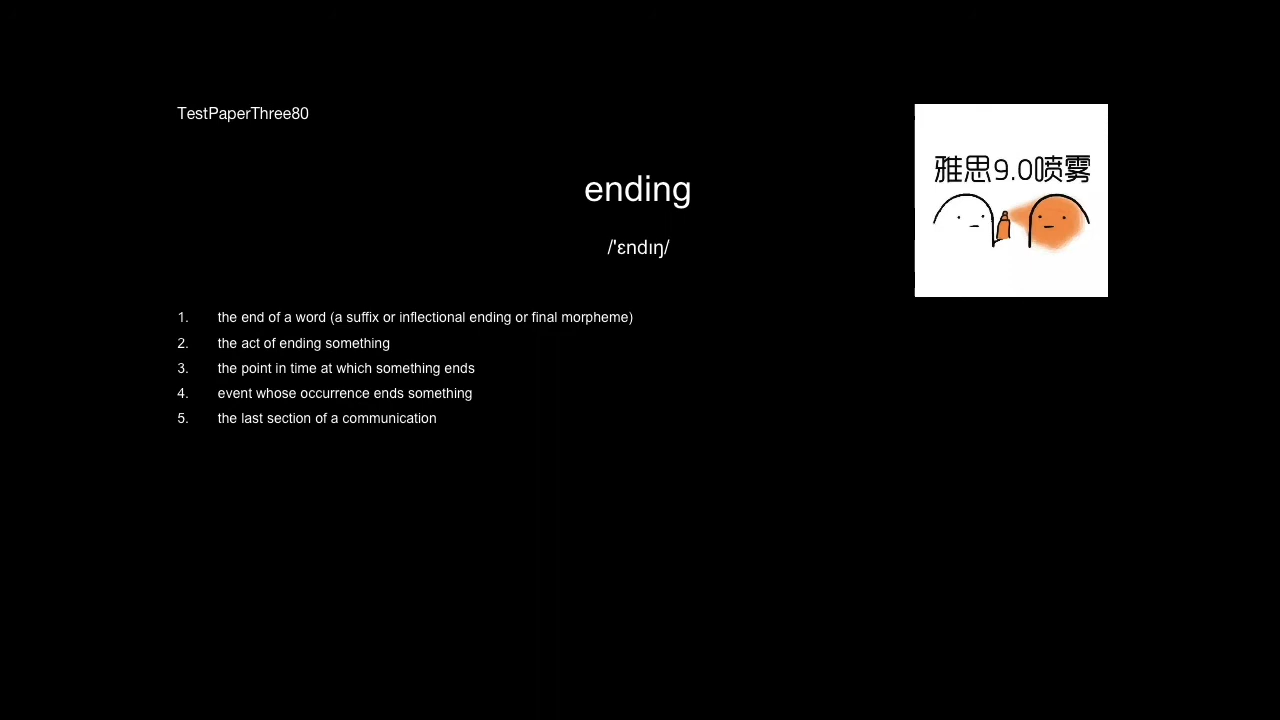 TestPaperThree80
雅思9.0喷雾
ending
/'ɛndɪŋ/
1. the end of a word (a suffix or inflectional ending or final morpheme)
2. the act of ending something
3. the point in time at which something ends
4. event whose occurrence ends something
5. the last section of a communication